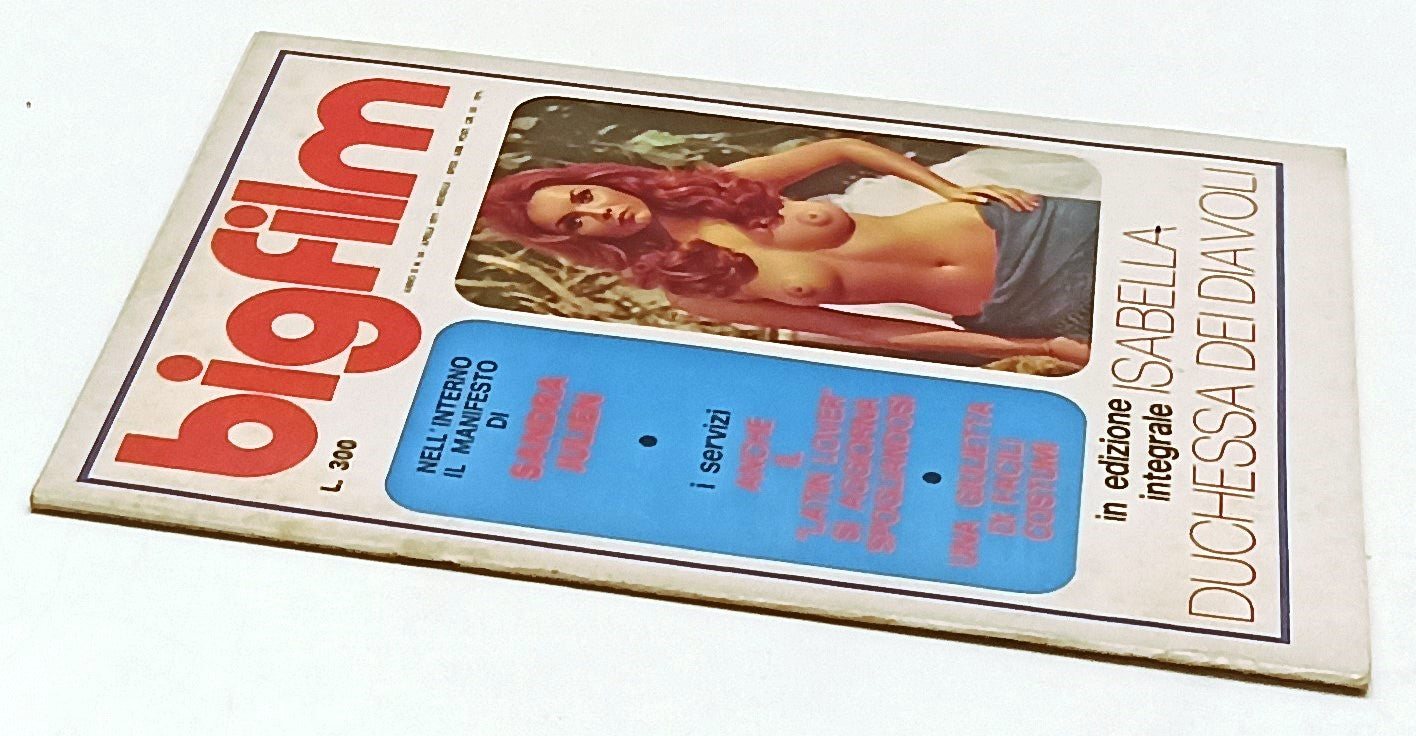 bigfilm
L. 300
NELL'INTERNO
IL MANIFESTO
DI
SANDRA
JULIEN
i servizi
ANCHE
IL
"LATIN LOVER"
SI AGGIORNA
SPOGLIAMOSI
UNA GIULIETTA
DI FACILI
COSTUMI
in edizione
integrale ISABELLA
DUCHESSA DEI DIAVOLI